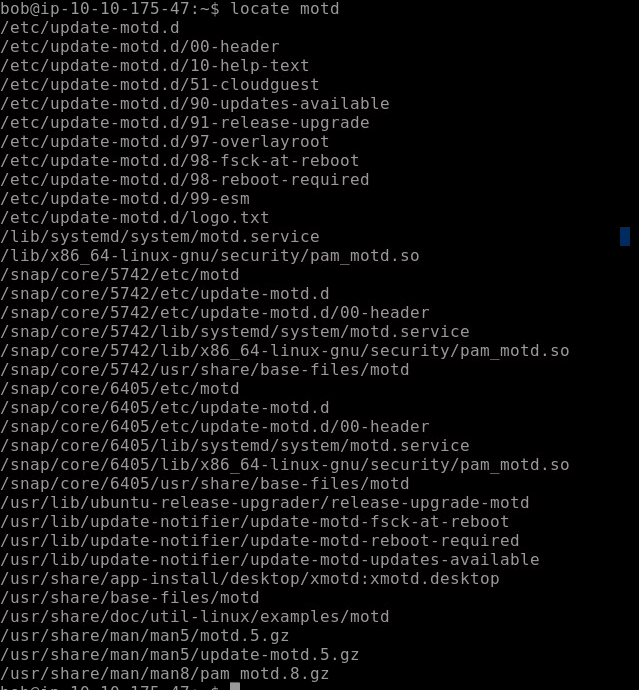 bob@ip-10-10-175-47:~$ locate motd
/etc/update-motd.d
/etc/update-motd.d/00-header
/etc/update-motd.d/10-help-text
/etc/update-motd.d/51-cloudguest
/etc/update-motd.d/90-updates-available
/etc/update-motd.d/91-release-upgrade
/etc/update-motd.d/97-overlayroot
/etc/update-motd.d/98-fsck-at-reboot
/etc/update-motd.d/98-reboot-required
/etc/update-motd.d/99-esm
/etc/update-motd.d/logo.txt
/lib/systemd/system/motd.service
/lib/x86_64-linux-gnu/security/pam_motd.so
/snap/core/5742/etc/motd
/snap/core/5742/etc/update-motd.d
/snap/core/5742/etc/update-motd.d/00-header
/snap/core/5742/lib/systemd/system/motd.service
/snap/core/5742/lib/x86_64-linux-gnu/security/pam_motd.so
/snap/core/5742/usr/share/base-files/motd
/snap/core/6405/etc/motd
/snap/core/6405/etc/update-motd.d
/snap/core/6405/etc/update-motd.d/00-header
/snap/core/6405/lib/systemd/system/motd.service
/snap/core/6405/lib/x86_64-linux-gnu/security/pam_motd.so
/snap/core/6405/usr/share/base-files/motd
/usr/lib/ubuntu-release-upgrader/release-upgrade-motd
/usr/lib/update-notifier/update-motd-fsck-at-reboot
/usr/lib/update-notifier/update-motd-reboot-required
/usr/lib/update-notifier/update-motd-updates-available
/usr/share/app-install/desktop/xmotd:xmotd.desktop
/usr/share/base-files/motd
/usr/share/doc/util-linux/examples/motd
/usr/share/man/man5/motd.5.gz
/usr/share/man/man5/update-motd.5.gz
/usr/share/man/man8/pam_motd.8.gz
bob@ip-10-10-175-47:~$